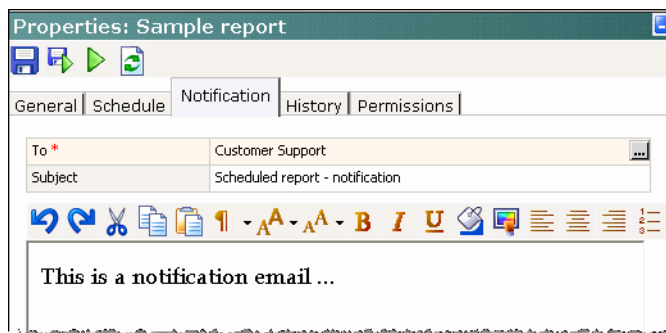 Properties: Sample report
General Schedule Notification History Permissions
To * Customer Support ...
Subject Scheduled report - notification
A A A A B I U
This is a notification email ...